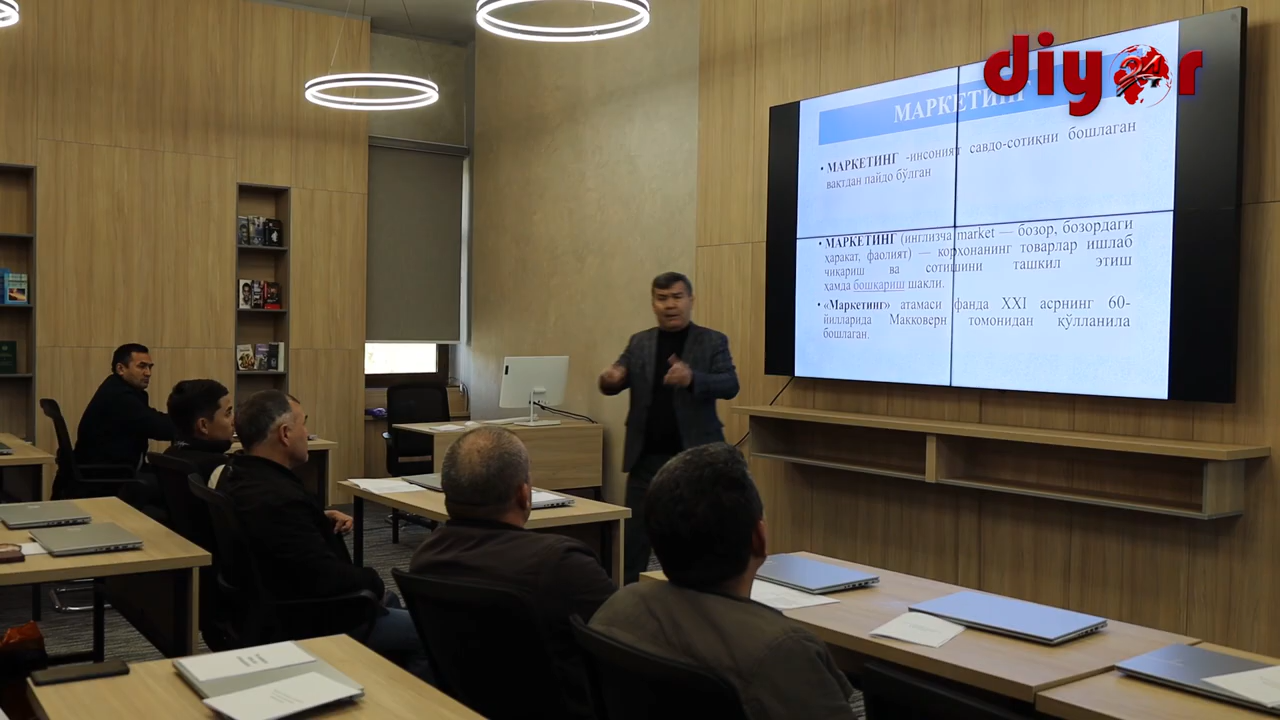 diyor 24
МАРКЕТИНГ
• МАРКЕТИНГ -инсоният савдо-сотиқни бошлаган
вақтдан пайдо бўлган
• МАРКЕТИНГ (инглизча market — бозор, бозордаги
ҳаракат, фаолият) — корхонанинг товарлар ишлаб
чиқариш ва сотишини ташкил этиш
ҳамда бошқариш шакли.
• «Маркетинг» атамаси фанда XXI асрнинг 60-
йилларида Макковерн томонидан қўлланила
бошлаган.